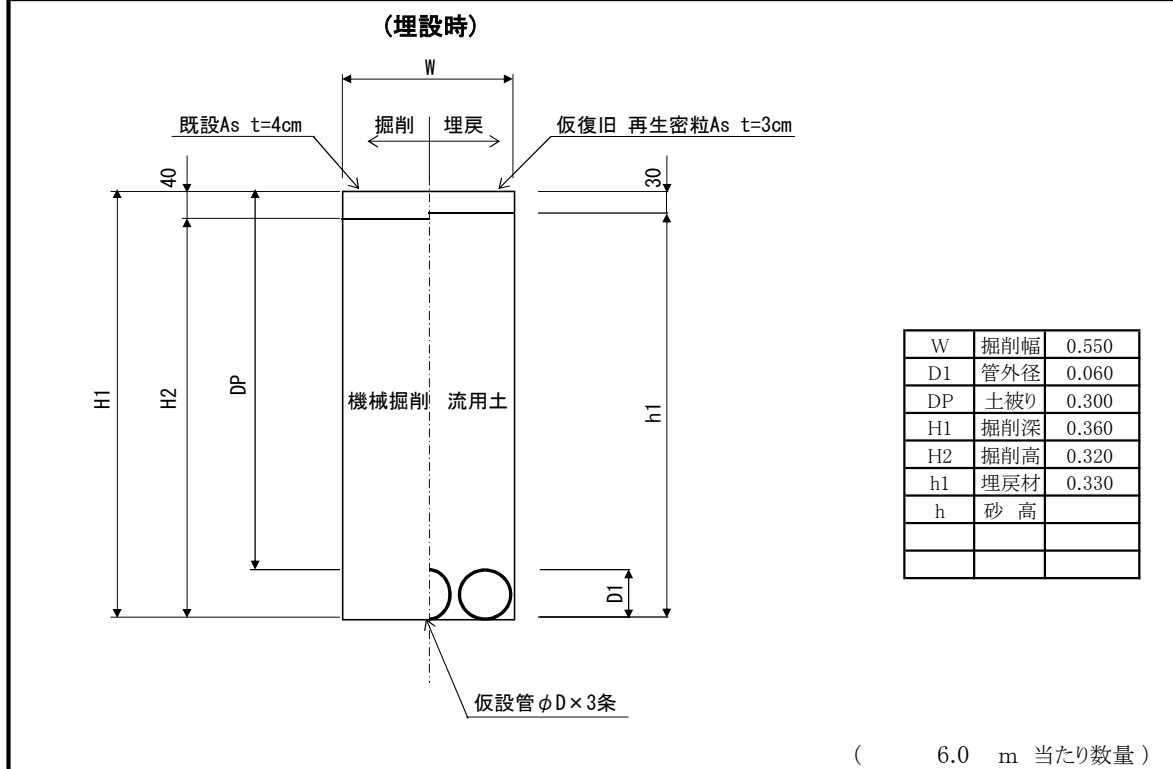 (埋設時)
W
既設As t=4cm
掘削 埋戻
仮復旧 再生密粒As t=3cm
40
30
H1
H2
DP
機械掘削 流用土
h1
D1
仮設管φD×3条
W 掘削幅 0.550
D1 管外径 0.060
DP 土被り 0.300
H1 掘削深 0.360
H2 掘削高 0.320
h1 埋戻材 0.330
h 砂 高
( 6.0 m 当たり数量 )